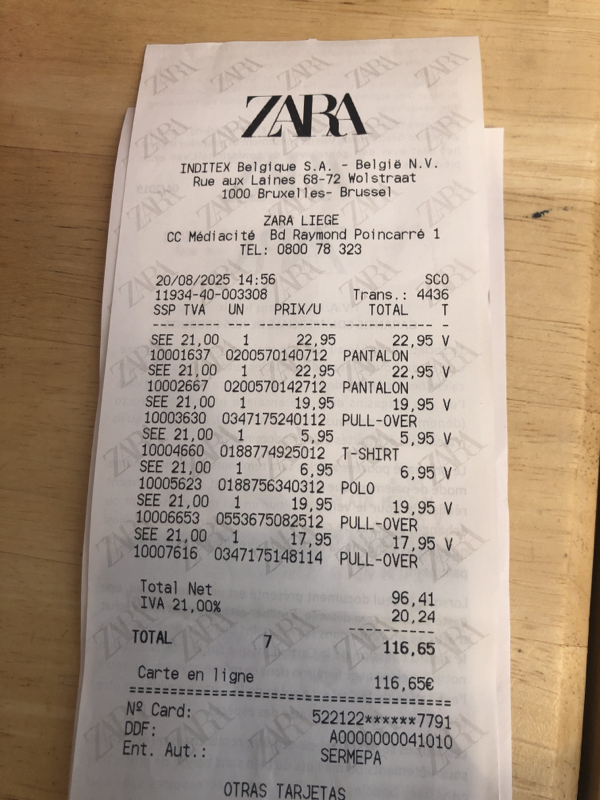 ZARA
INDITEX Belgique S.A. - België N.V.
Rue aux Laines 68-72 Wolstraat
1000 Bruxelles- Brussel
ZARA LIEGE
CC Médiacité Bd Raymond Poincarré 1
TEL: 0800 78 323
20/08/2025 14:56 SCO
11934-40-003308 Trans.: 4436
SSP TVA UN PRIX/U TOTAL T
--- ---- --- -------- ----------- -
SEE 21,00 1 22,95 22,95 V
10001637 0200570140712 PANTALON
SEE 21,00 1 22,95 22,95 V
10002667 0200570142712 PANTALON
SEE 21,00 1 19,95 19,95 V
10003630 0347175240112 PULL-OVER
SEE 21,00 1 5,95 5,95 V
10004660 0188774925012 T-SHIRT
SEE 21,00 1 6,95 6,95 V
10005623 0188756340312 POLO
SEE 21,00 1 19,95 19,95 V
10006653 0553675082512 PULL-OVER
SEE 21,00 1 17,95 17,95 V
10007616 0347175148114 PULL-OVER
Total Net 96,41
IVA 21,00% 20,24
-----------
TOTAL 7 116,65
Carte en ligne 116,65€
========================================
Nº Card: 522122******7791
DDF: A0000000041010
Ent. Aut.: SERMEPA
OTRAS TARJETAS